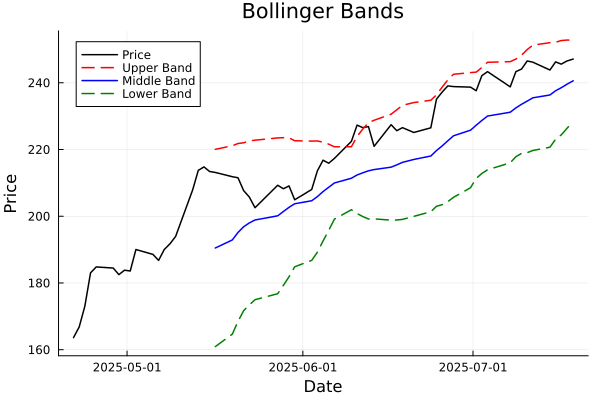 Bollinger Bands
Price
Upper Band
Middle Band
Lower Band
Price
240
220
200
180
160
2025-05-01 2025-06-01 2025-07-01
Date